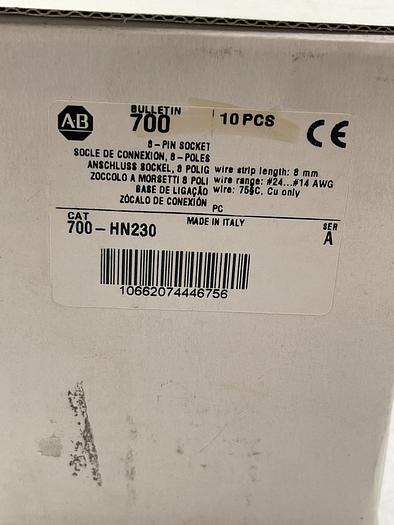 AB
BULLETIN
700
10 PCS
CE
8-PIN SOCKET
SOCLE DE CONNEXION, 8-POLES
ANSCHLUSS SOCKEL, 8 POLIG wire strip length: 8 mm
ZOCCOLO A MORSETTI 8 POLI wire range: #24...#14 AWG
BASE DE LIGAÇÃO wire: 75§C. Cu only
ZÓCALO DE CONEXIÓN
PC
CAT
MADE IN ITALY
SER
700-HN230
A
10662074446756